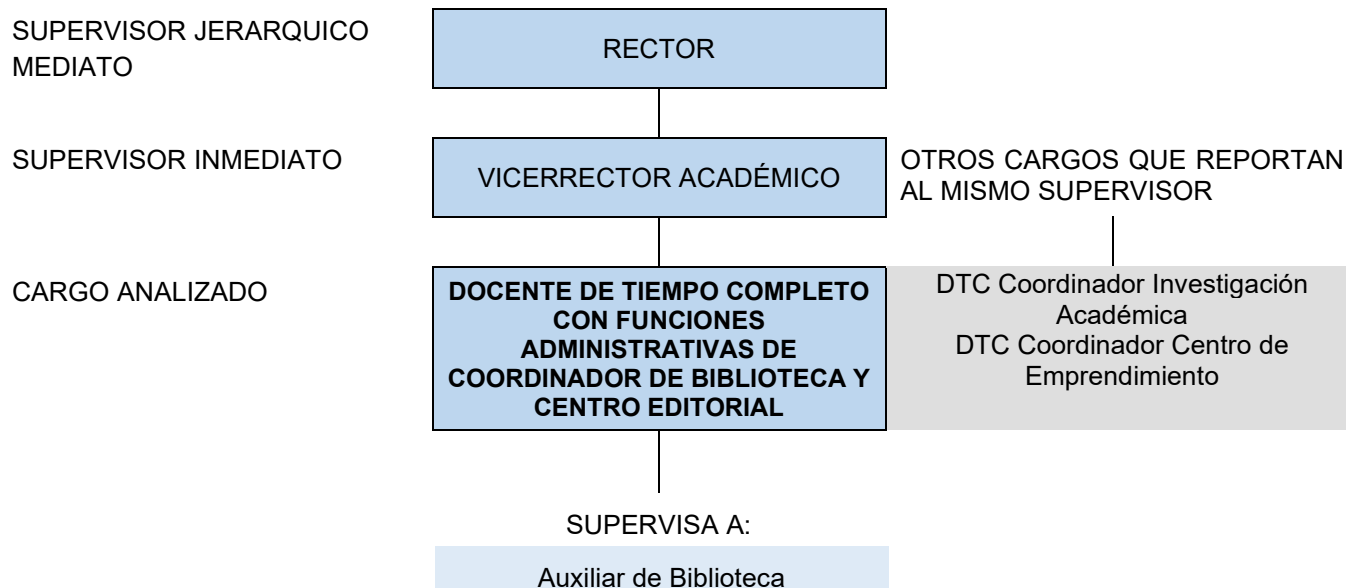 SUPERVISOR JERARQUICO
MEDIATO
RECTOR
SUPERVISOR INMEDIATO
VICERRECTOR ACADÉMICO
OTROS CARGOS QUE REPORTAN
AL MISMO SUPERVISOR
CARGO ANALIZADO
DOCENTE DE TIEMPO COMPLETO
CON FUNCIONES
ADMINISTRATIVAS DE
COORDINADOR DE BIBLIOTECA Y
CENTRO EDITORIAL
DTC Coordinador Investigación
Académica
DTC Coordinador Centro de
Emprendimiento
SUPERVISA A:
Auxiliar de Biblioteca